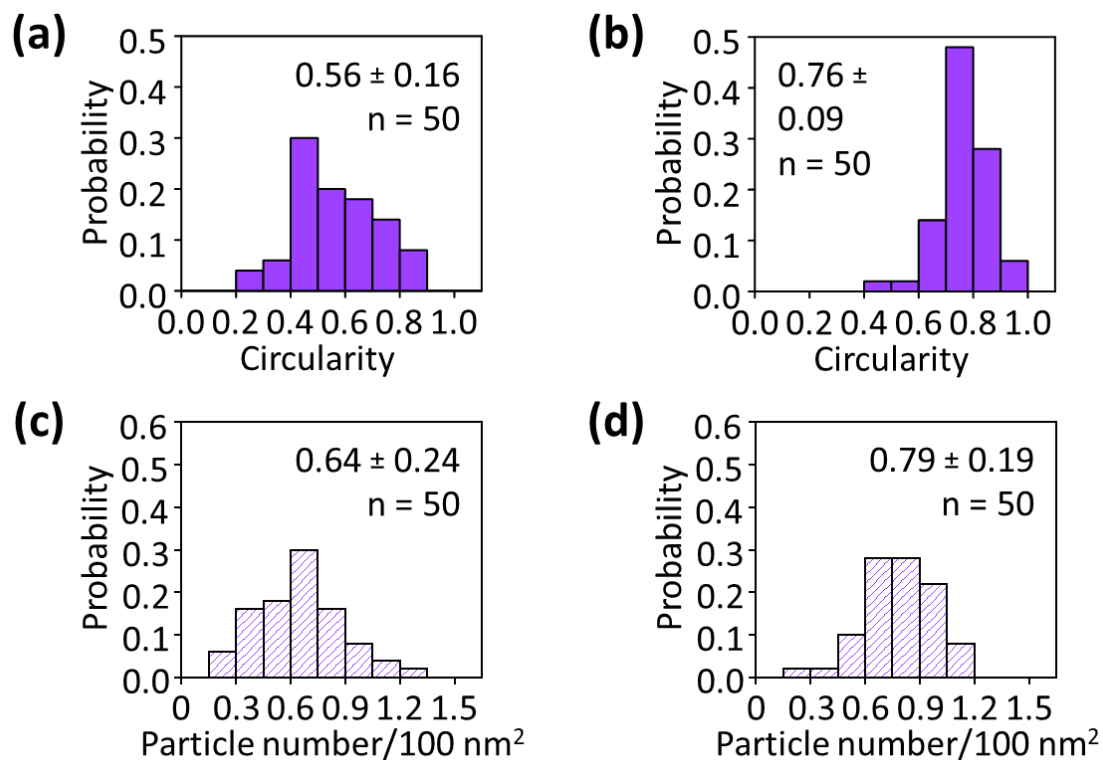 (a)
0.5
0.4
0.3
0.2
0.1
0.0
Probability
0.56 ± 0.16
n = 50
0.0 0.2 0.4 0.6 0.8 1.0
Circularity
(b)
0.5
0.4
0.3
0.2
0.1
0.0
Probability
0.76 ±
0.09
n = 50
0.0 0.2 0.4 0.6 0.8 1.0
Circularity
(c)
0.6
0.5
0.4
0.3
0.2
0.1
0.0
Probability
0.64 ± 0.24
n = 50
0 0.3 0.6 0.9 1.2 1.5
Particle number/100 nm²
(d)
0.6
0.5
0.4
0.3
0.2
0.1
0.0
Probability
0.79 ± 0.19
n = 50
0 0.3 0.6 0.9 1.2 1.5
Particle number/100 nm²